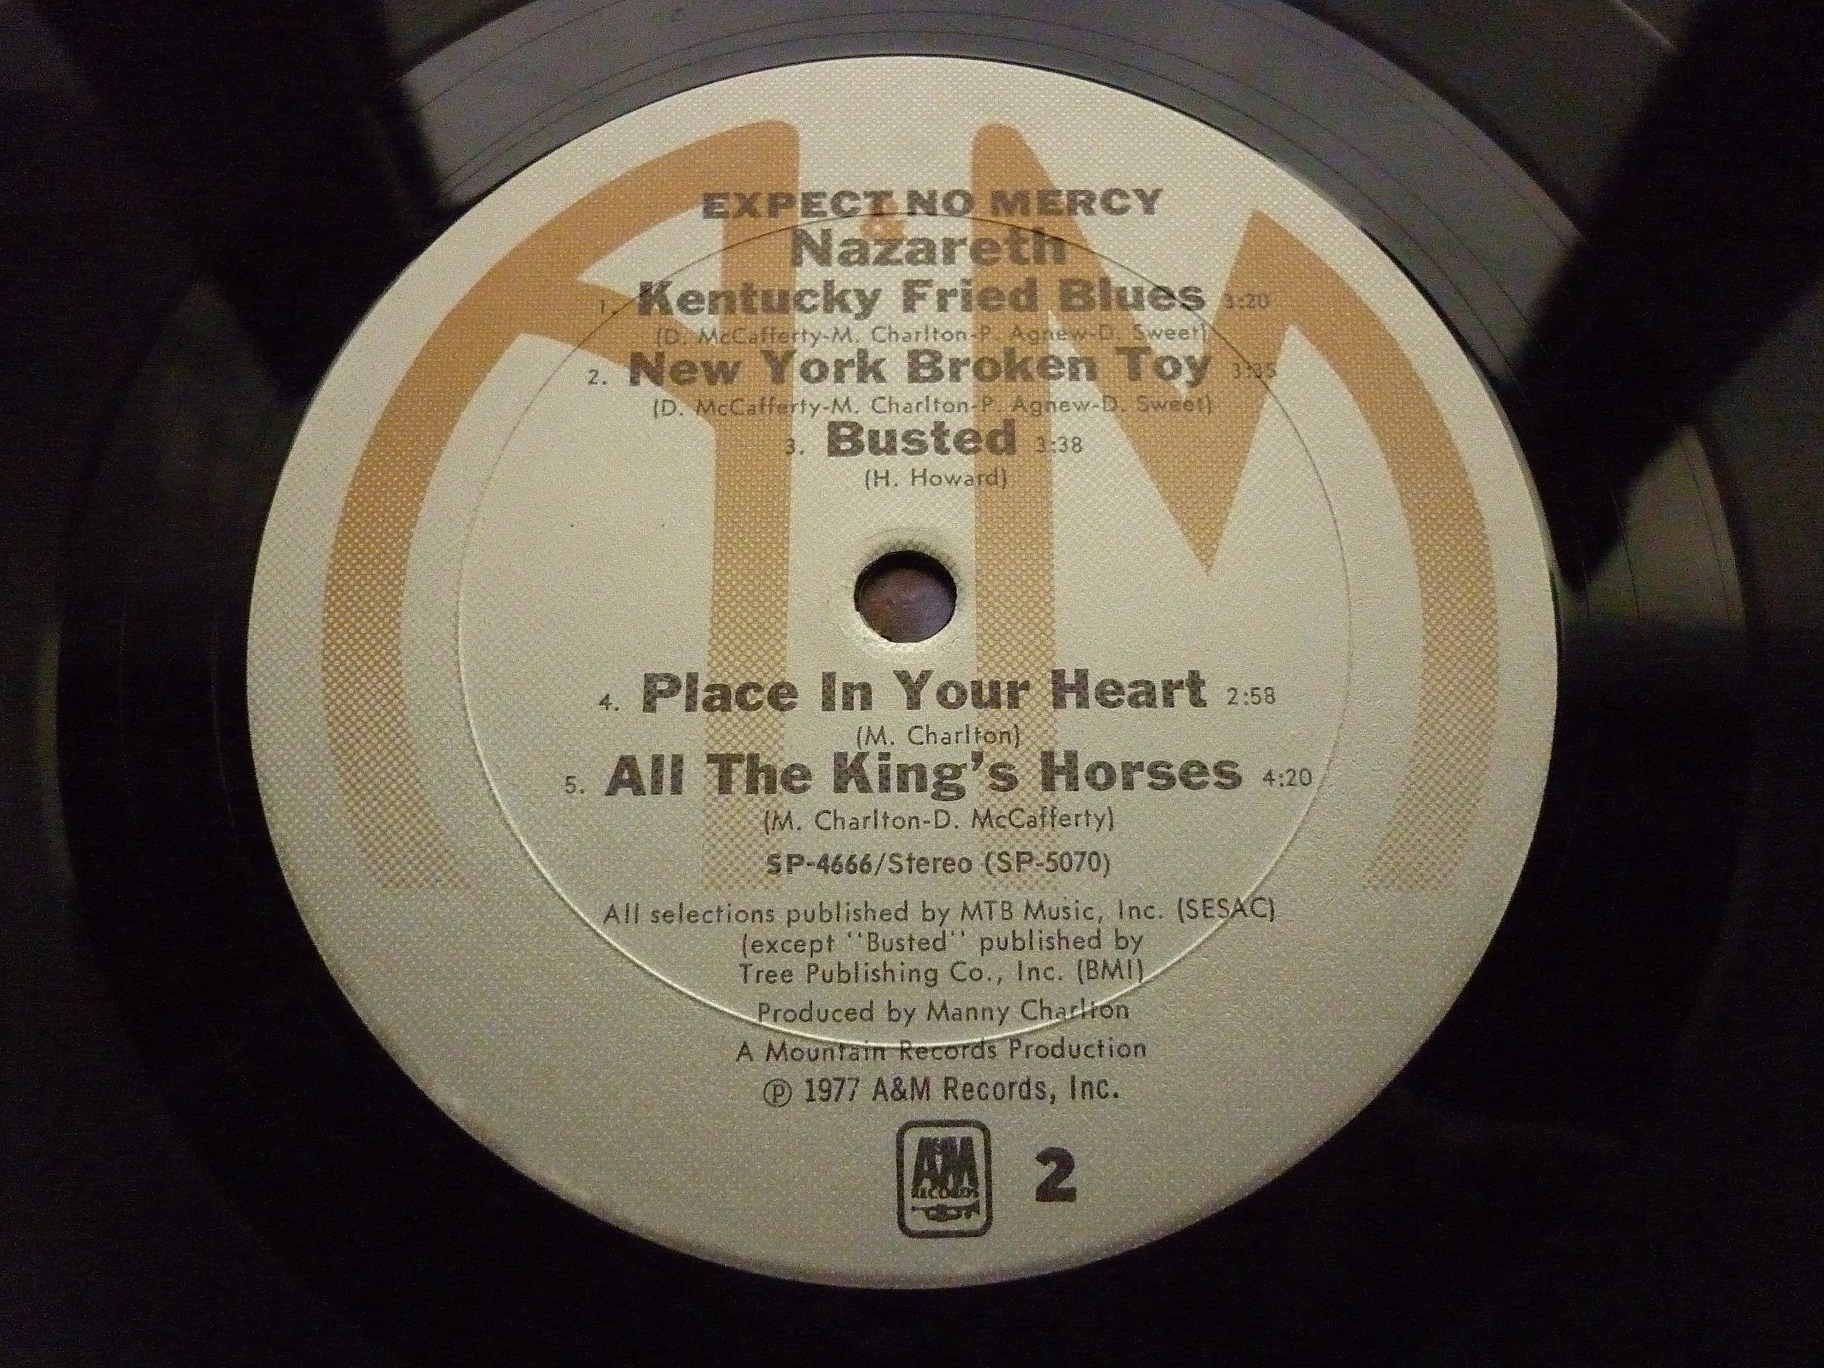 EXPECT NO MERCY
Nazareth
1. Kentucky Fried Blues 3:20
(D. McCafferty-M. Charlton-P. Agnew-D. Sweet)
2. New York Broken Toy 3:35
(D. McCafferty-M. Charlton-P. Agnew-D. Sweet)
3. Busted 3:38
(H. Howard)
4. Place In Your Heart 2:58
(M. Charlton)
5. All The King's Horses 4:20
(M. Charlton-D. McCafferty)
SP-4666/Stereo (SP-5070)
All selections published by MTB Music, Inc. (SESAC)
(except "Busted" published by
Tree Publishing Co., Inc. (BMI)
Produced by Manny Charlton
A Mountain Records Production
℗ 1977 A&M Records, Inc.
A&M RECORDS 2